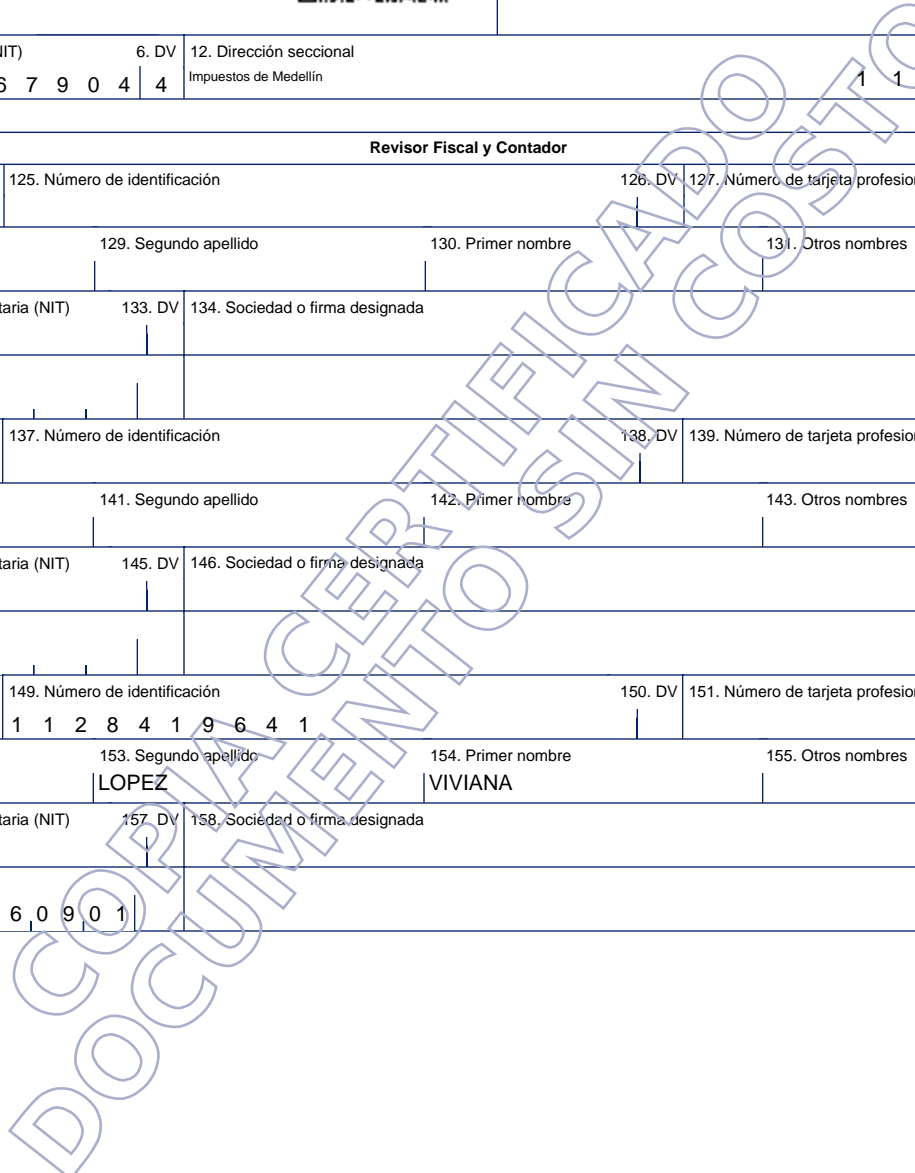 NIT) 6. DV 12. Dirección seccional
6 7 9 0 4 4 4 Impuestos de Medellín 1 1
Revisor Fiscal y Contador
125. Número de identificación 126. DV 127. Número de tarjeta profesion
129. Segundo apellido 130. Primer nombre 131. Otros nombres
taria (NIT) 133. DV 134. Sociedad o firma designada
137. Número de identificación 138. DV 139. Número de tarjeta profesion
141. Segundo apellido 142. Primer nombre 143. Otros nombres
taria (NIT) 145. DV 146. Sociedad o firma designada
149. Número de identificación 150. DV 151. Número de tarjeta profesion
1 1 2 8 4 1 9 6 4 1
153. Segundo apellido 154. Primer nombre 155. Otros nombres
LOPEZ VIVIANA
taria (NIT) 157. DV 158. Sociedad o firma designada
6 0 9 0 1
COPIA CERTIFICADO
DOCUMENTO SIN COSTO